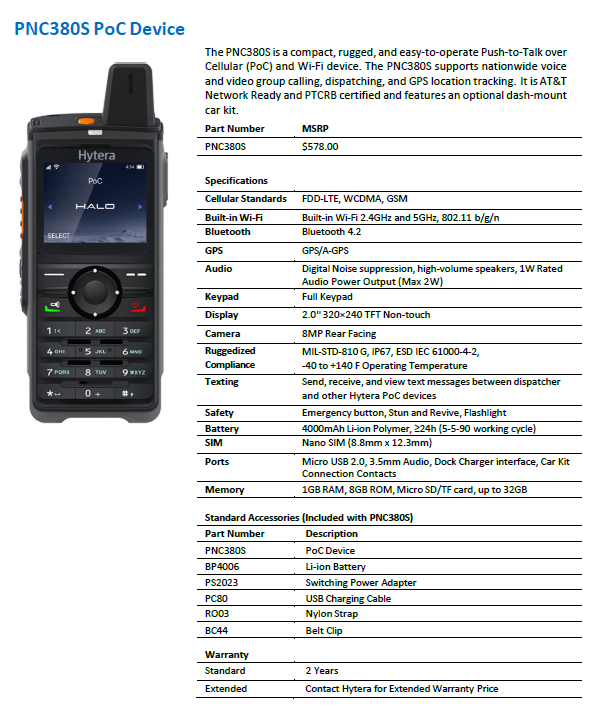 PNC380S PoC Device
The PNC380S is a compact, rugged, and easy-to-operate Push-to-Talk over
Cellular (PoC) and Wi-Fi device. The PNC380S supports nationwide voice
and video group calling, dispatching, and GPS location tracking. It is AT&T
Network Ready and PTCRB certified and features an optional dash-mount
car kit.
Part Number MSRP
PNC380S $578.00
Hytera
4:14
PoC
HALO
SELECT
1
2 ABC
3 DEF
4 GHI
5 JKL
6 MNO
7 PQRS
8 TUV
9 WXYZ
*
0 +
#
Specifications
Cellular Standards FDD-LTE, WCDMA, GSM
Built-in Wi-Fi Built-in Wi-Fi 2.4GHz and 5GHz, 802.11 b/g/n
Bluetooth Bluetooth 4.2
GPS GPS/A-GPS
Audio Digital Noise suppression, high-volume speakers, 1W Rated
Audio Power Output (Max 2W)
Keypad Full Keypad
Display 2.0" 320×240 TFT Non-touch
Camera 8MP Rear Facing
Ruggedized MIL-STD-810 G, IP67, ESD IEC 61000-4-2,
Compliance -40 to +140 F Operating Temperature
Texting Send, receive, and view text messages between dispatcher
and other Hytera PoC devices
Safety Emergency button, Stun and Revive, Flashlight
Battery 4000mAh Li-ion Polymer, ≥24h (5-5-90 working cycle)
SIM Nano SIM (8.8mm x 12.3mm)
Ports Micro USB 2.0, 3.5mm Audio, Dock Charger interface, Car Kit
Connection Contacts
Memory 1GB RAM, 8GB ROM, Micro SD/TF card, up to 32GB
Standard Accessories (Included with PNC380S)
Part Number Description
PNC380S PoC Device
BP4006 Li-ion Battery
PS2023 Switching Power Adapter
PC80 USB Charging Cable
RO03 Nylon Strap
BC44 Belt Clip
Warranty
Standard 2 Years
Extended Contact Hytera for Extended Warranty Price